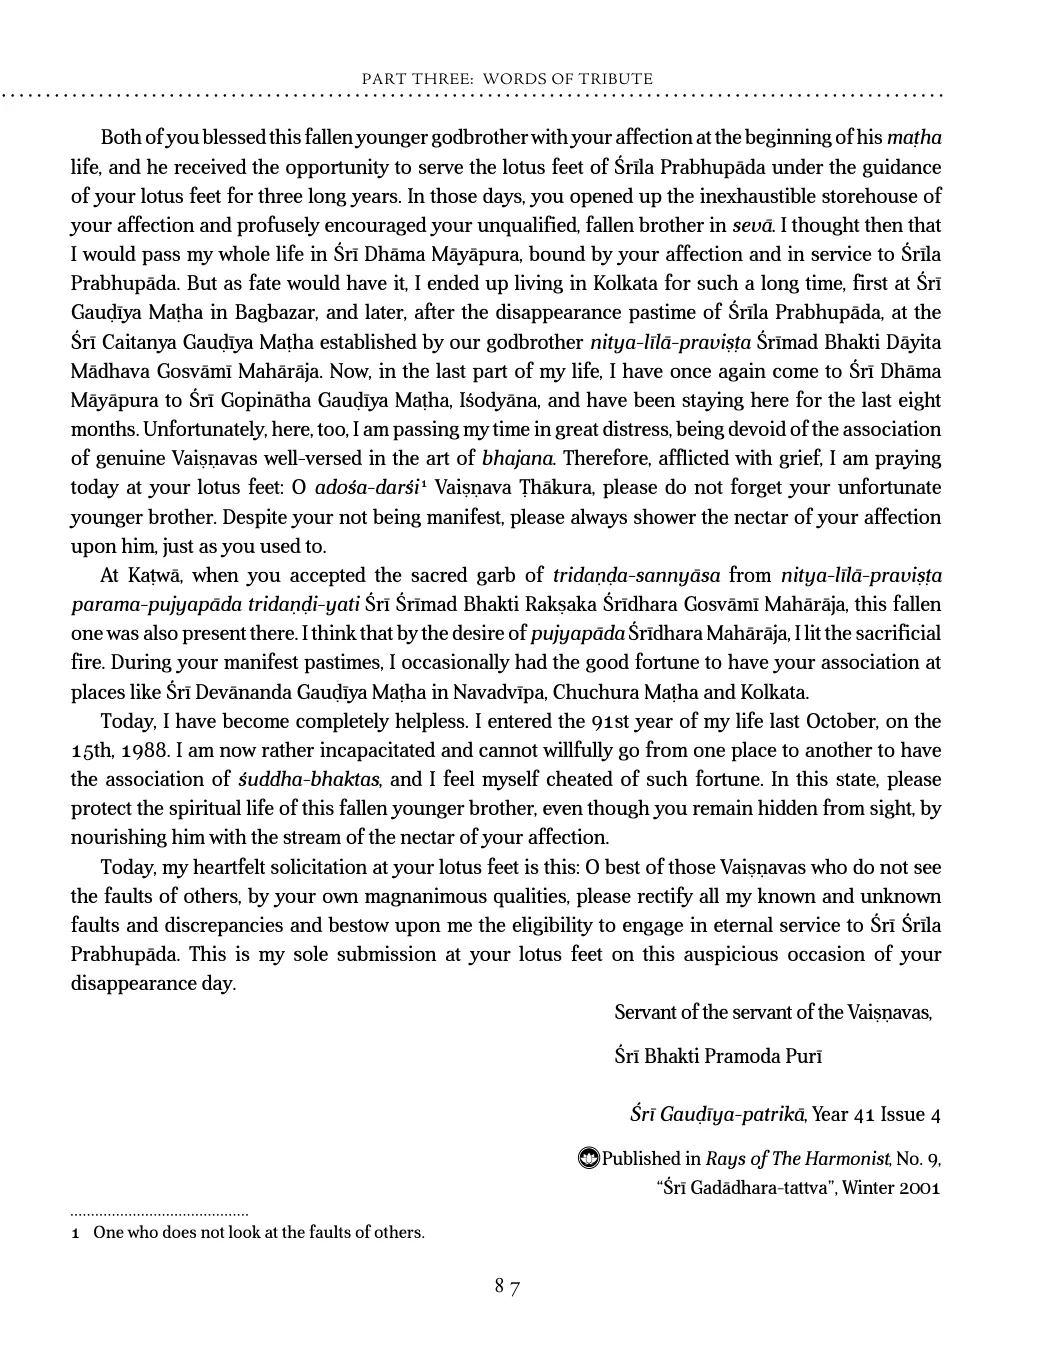 PART THREE: WORDS OF TRIBUTE
Both of you blessed this fallen younger godbrother with your affection at the beginning of his maṭha
life, and he received the opportunity to serve the lotus feet of Śrīla Prabhupāda under the guidance
of your lotus feet for three long years. In those days, you opened up the inexhaustible storehouse of
your affection and profusely encouraged your unqualified, fallen brother in sevā. I thought then that
I would pass my whole life in Śrī Dhāma Māyāpura, bound by your affection and in service to Śrīla
Prabhupāda. But as fate would have it, I ended up living in Kolkata for such a long time, first at Śrī
Gauḍīya Maṭha in Bagbazar, and later, after the disappearance pastime of Śrīla Prabhupāda, at the
Śrī Caitanya Gauḍīya Maṭha established by our godbrother nitya-līlā-praviṣṭa Śrīmad Bhakti Dāyita
Mādhava Gosvāmī Mahārāja. Now, in the last part of my life, I have once again come to Śrī Dhāma
Māyāpura to Śrī Gopinātha Gauḍīya Maṭha, Iśodyāna, and have been staying here for the last eight
months. Unfortunately, here, too, I am passing my time in great distress, being devoid of the association
of genuine Vaiṣṇavas well-versed in the art of bhajana. Therefore, afflicted with grief, I am praying
today at your lotus feet: O adośa-darśi1 Vaiṣṇava Ṭhākura, please do not forget your unfortunate
younger brother. Despite your not being manifest, please always shower the nectar of your affection
upon him, just as you used to.
At Kaṭwā, when you accepted the sacred garb of tridaṇḍa-sannyāsa from nitya-līlā-praviṣṭa
parama-pujyapāda tridaṇḍi-yati Śrī Śrīmad Bhakti Rakṣaka Śrīdhara Gosvāmī Mahārāja, this fallen
one was also present there. I think that by the desire of pujyapāda Śrīdhara Mahārāja, I lit the sacrificial
fire. During your manifest pastimes, I occasionally had the good fortune to have your association at
places like Śrī Devānanda Gauḍīya Maṭha in Navadvīpa, Chuchura Maṭha and Kolkata.
Today, I have become completely helpless. I entered the 91st year of my life last October, on the
15th, 1988. I am now rather incapacitated and cannot willfully go from one place to another to have
the association of śuddha-bhaktas, and I feel myself cheated of such fortune. In this state, please
protect the spiritual life of this fallen younger brother, even though you remain hidden from sight, by
nourishing him with the stream of the nectar of your affection.
Today, my heartfelt solicitation at your lotus feet is this: O best of those Vaiṣṇavas who do not see
the faults of others, by your own magnanimous qualities, please rectify all my known and unknown
faults and discrepancies and bestow upon me the eligibility to engage in eternal service to Śrī Śrīla
Prabhupāda. This is my sole submission at your lotus feet on this auspicious occasion of your
disappearance day.
Servant of the servant of the Vaiṣṇavas,
Śrī Bhakti Pramoda Purī
Śrī Gauḍīya-patrikā, Year 41 Issue 4
Published in Rays of The Harmonist, No. 9,
“Śrī Gadādhara-tattva”, Winter 2001
1 One who does not look at the faults of others.
87